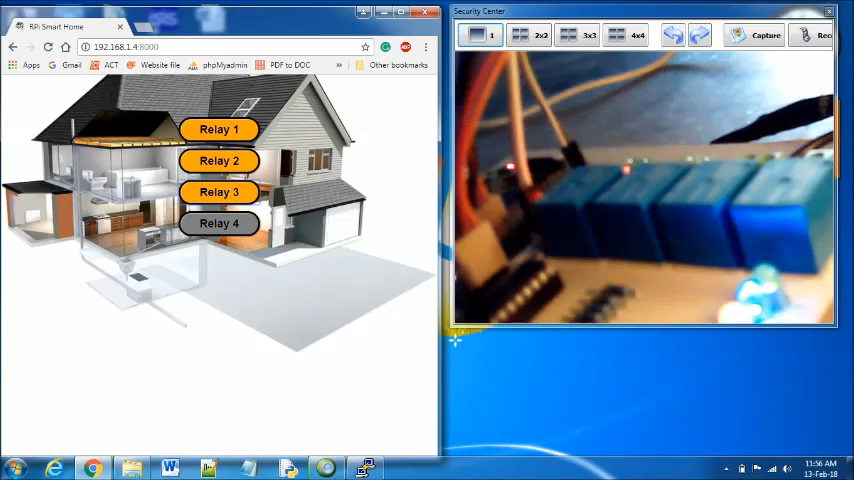 RPi Smart Home
192.168.1.4:8000
Apps
Gmail
ACT
Website file
phpMyadmin
PDF to DOC
»
Other bookmarks
Relay 1
Relay 2
Relay 3
Relay 4
Security Center
1
2x2
3x3
4x4
Capture
Rec
11:56 AM
13-Feb-18